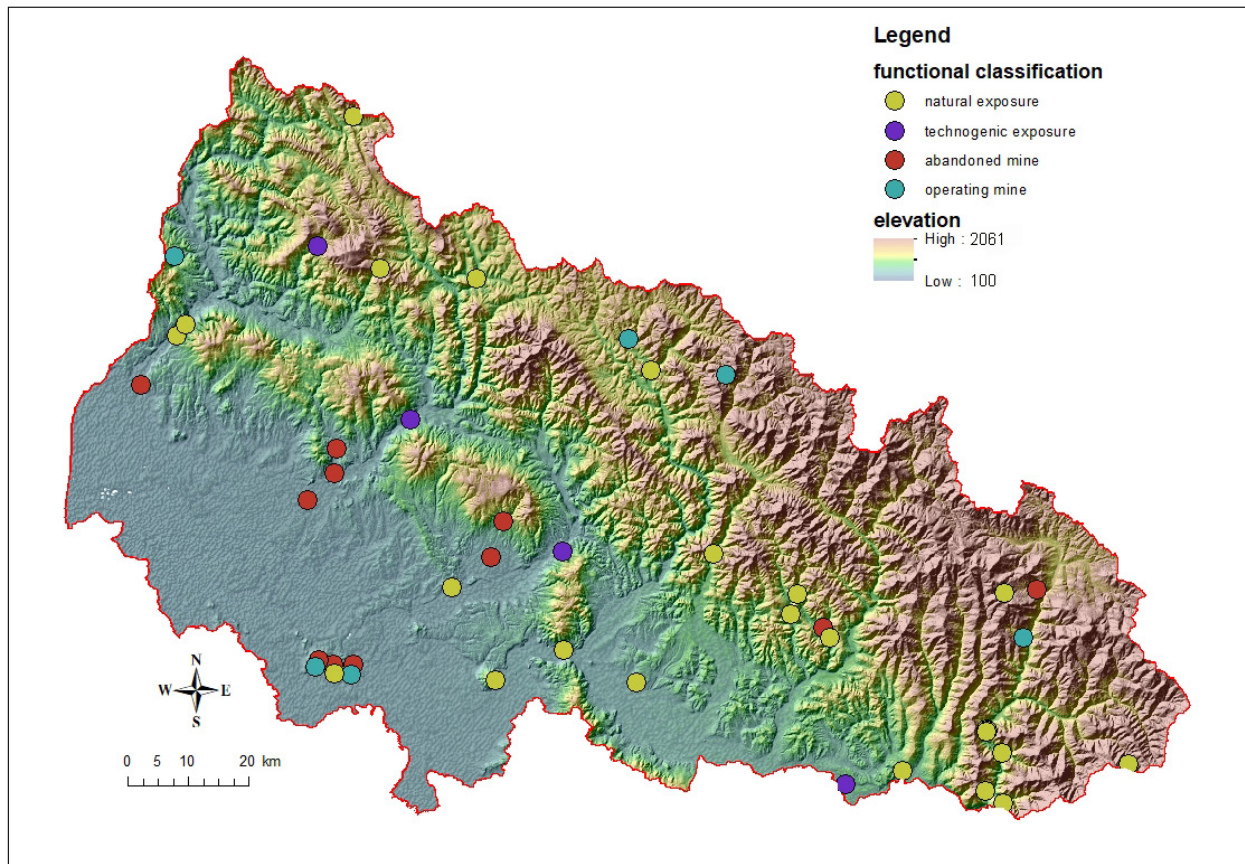 Legend
functional classification
natural exposure
technogenic exposure
abandoned mine
operating mine
elevation
High : 2061
Low : 100
N
W E
S
0 5 10 20 km